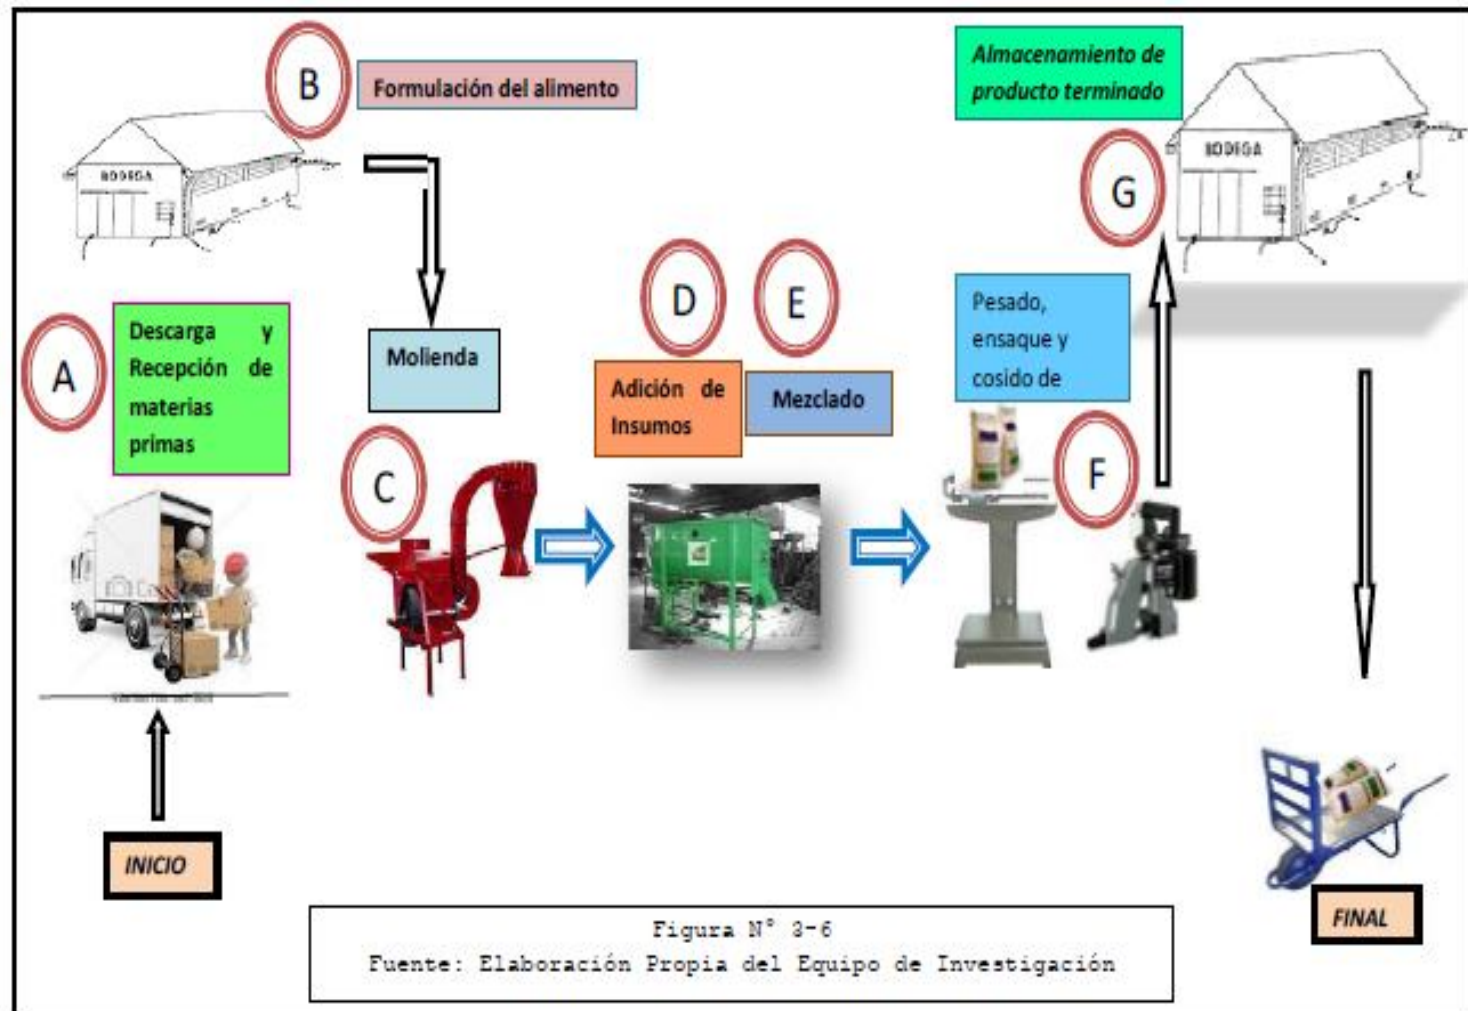 INICIO
A
Descarga y
Recepción de
materias
primas
BODEGA
B
Formulación del alimento
Molienda
C
D
Adición de
Insumos
E
Mezclado
Pesado,
ensaque y
cosido de
F
G
Almacenamiento de
producto terminado
BODEGA
FINAL
Figura N° 3-6
Fuente: Elaboración Propia del Equipo de Investigación